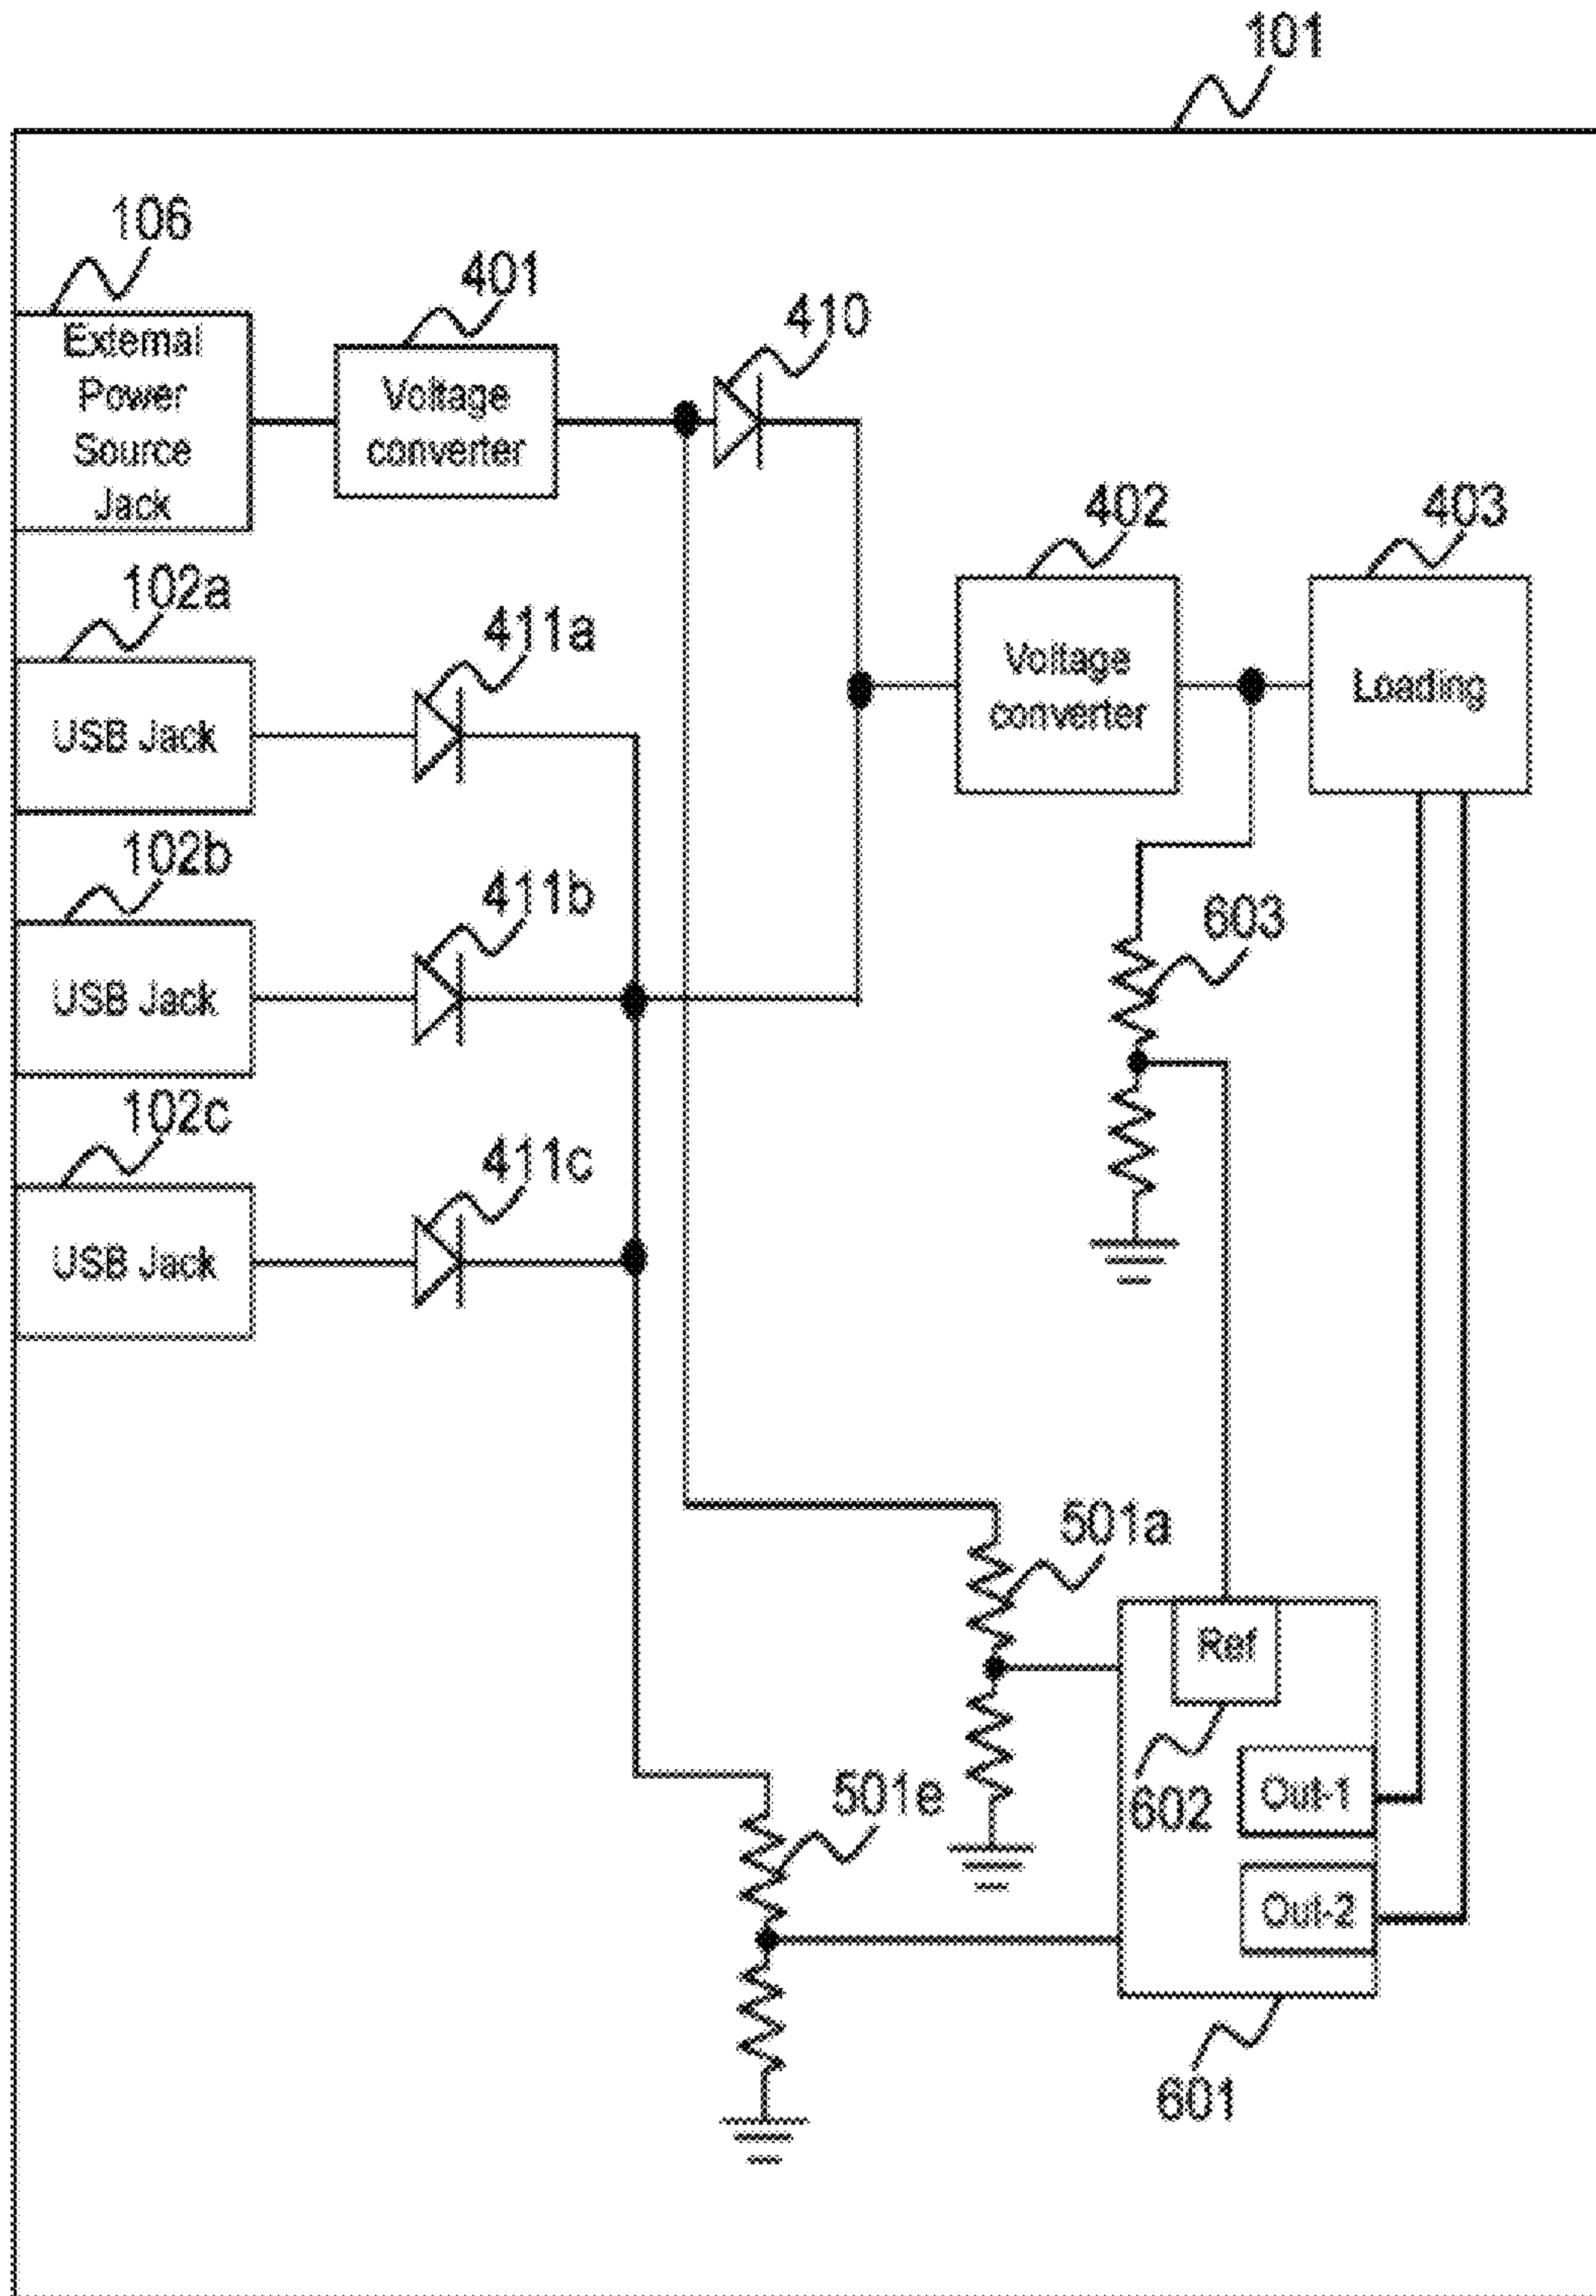 101
106
External
Power
Source
Jack
401
Voltage
converter
410
402
Voltage
converter
403
Loading
102a
USB Jack
411a
102b
USB Jack
411b
603
102c
USB Jack
411c
501a
Ref
602
Out-1
501e
Out-2
601